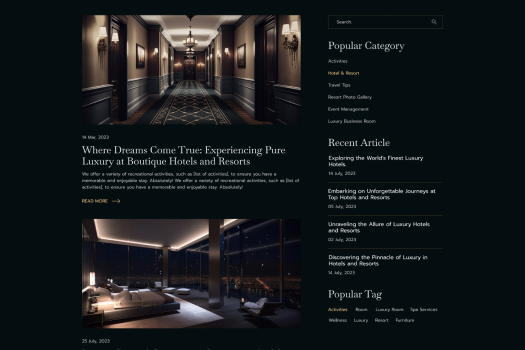 14 Mar, 2023
Where Dreams Come True: Experiencing Pure
Luxury at Boutique Hotels and Resorts
We offer a variety of recreational activities, such as [list of activities], to ensure you have a
memorable and enjoyable stay. Absolutely! We offer a variety of recreational activities, such as [list of
activities], to ensure you have a memorable and enjoyable stay. Absolutely!
READ MORE
25 July, 2023
Search.
Popular Category
Activities
Hotel & Resort
Travel Tips
Resort Photo Gallery
Event Management
Luxury Business Room
Recent Article
Exploring the World's Finest Luxury
Hotels.
14 July, 2023
Embarking on Unforgettable Journeys at
Top Hotels and Resorts
05 July, 2023
Unraveling the Allure of Luxury Hotels
and Resorts
02 July, 2023
Discovering the Pinnacle of Luxury in
Hotels and Resorts
14 July, 2023
Popular Tag
Activities Room Luxury Room Spa Services
Wellness Luxury Resort Furniture